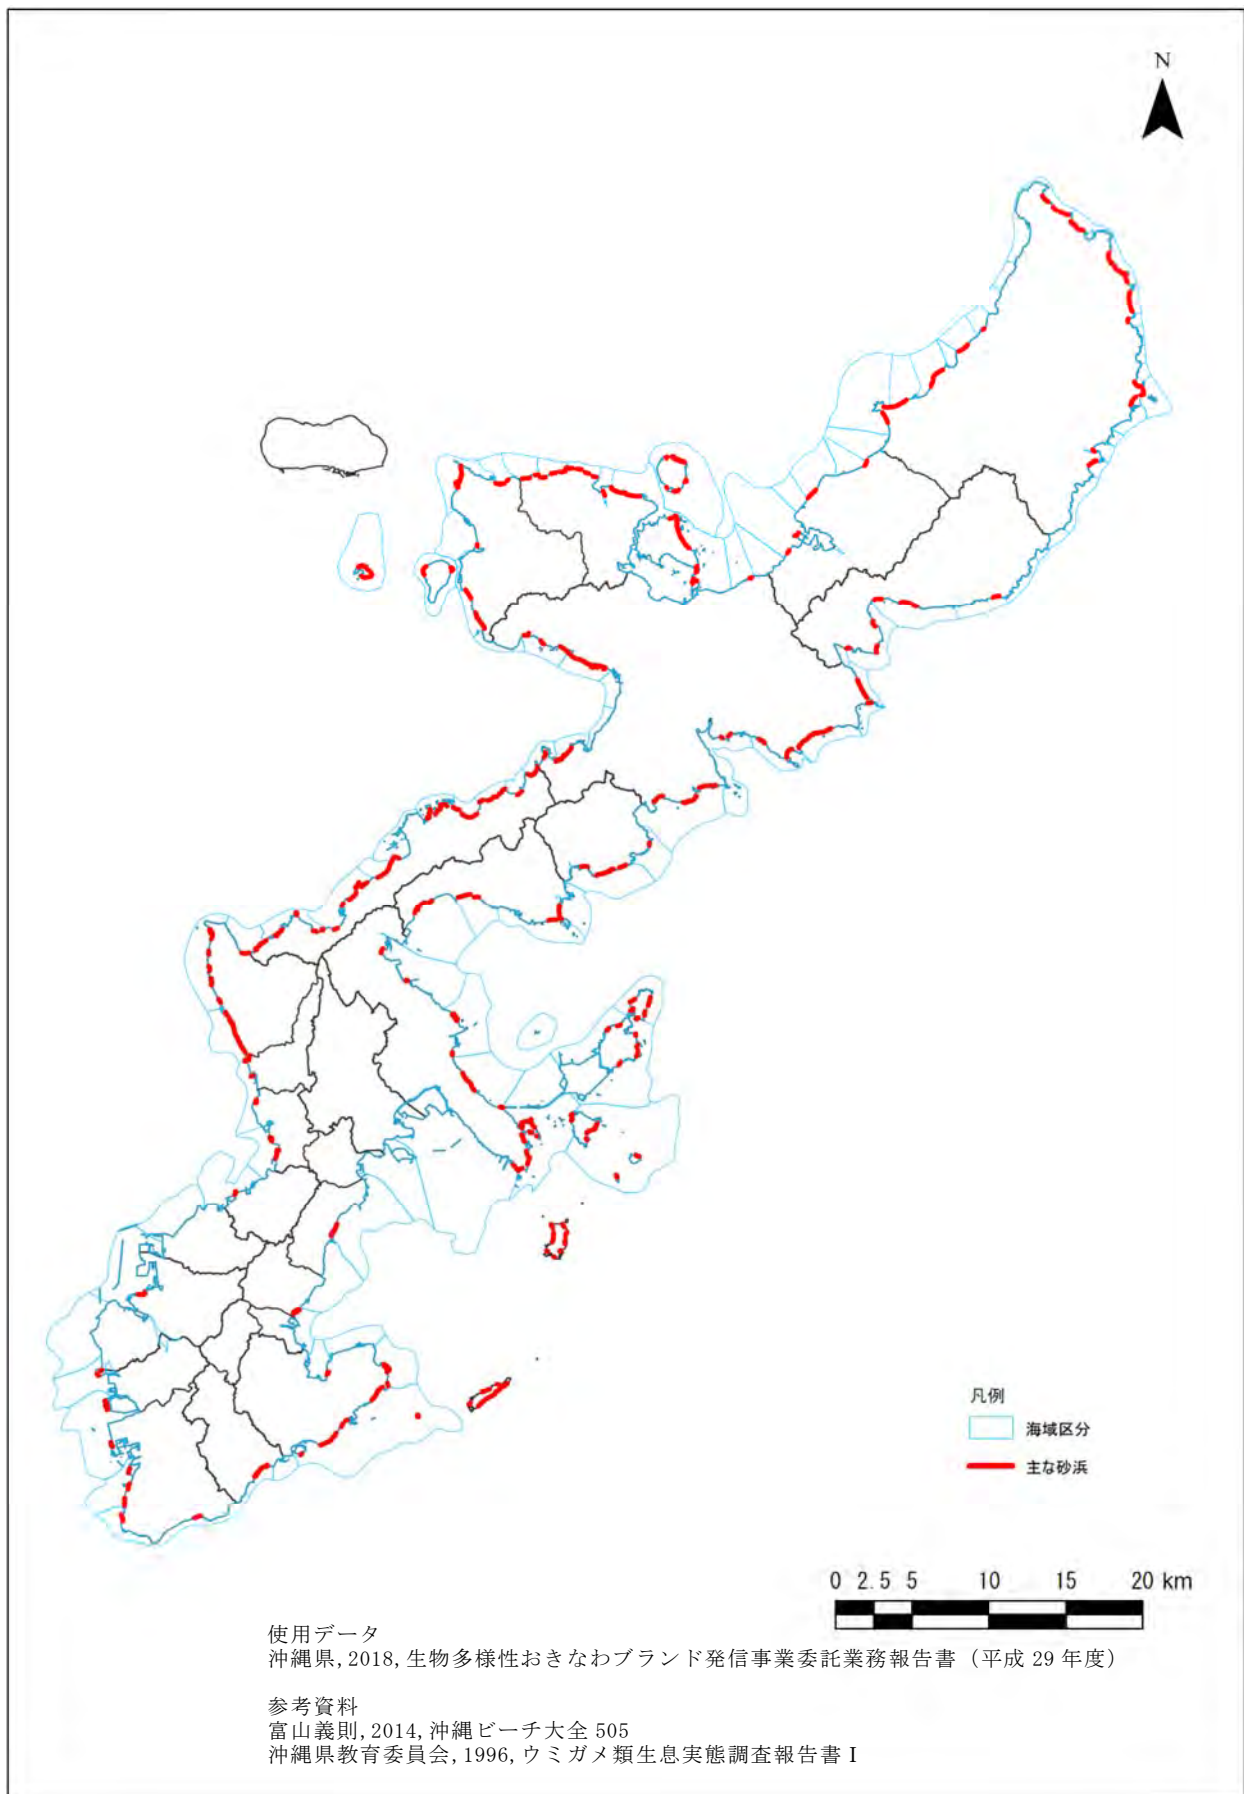 N
凡例
海域区分
主な砂浜
0 2.5 5 10 15 20 km
使用データ
沖縄県,2018,生物多様性おきなわブランド発信事業委託業務報告書（平成 29 年度）
参考資料
富山義則,2014,沖縄ビーチ大全 505
沖縄県教育委員会,1996,ウミガメ類生息実態調査報告書 I